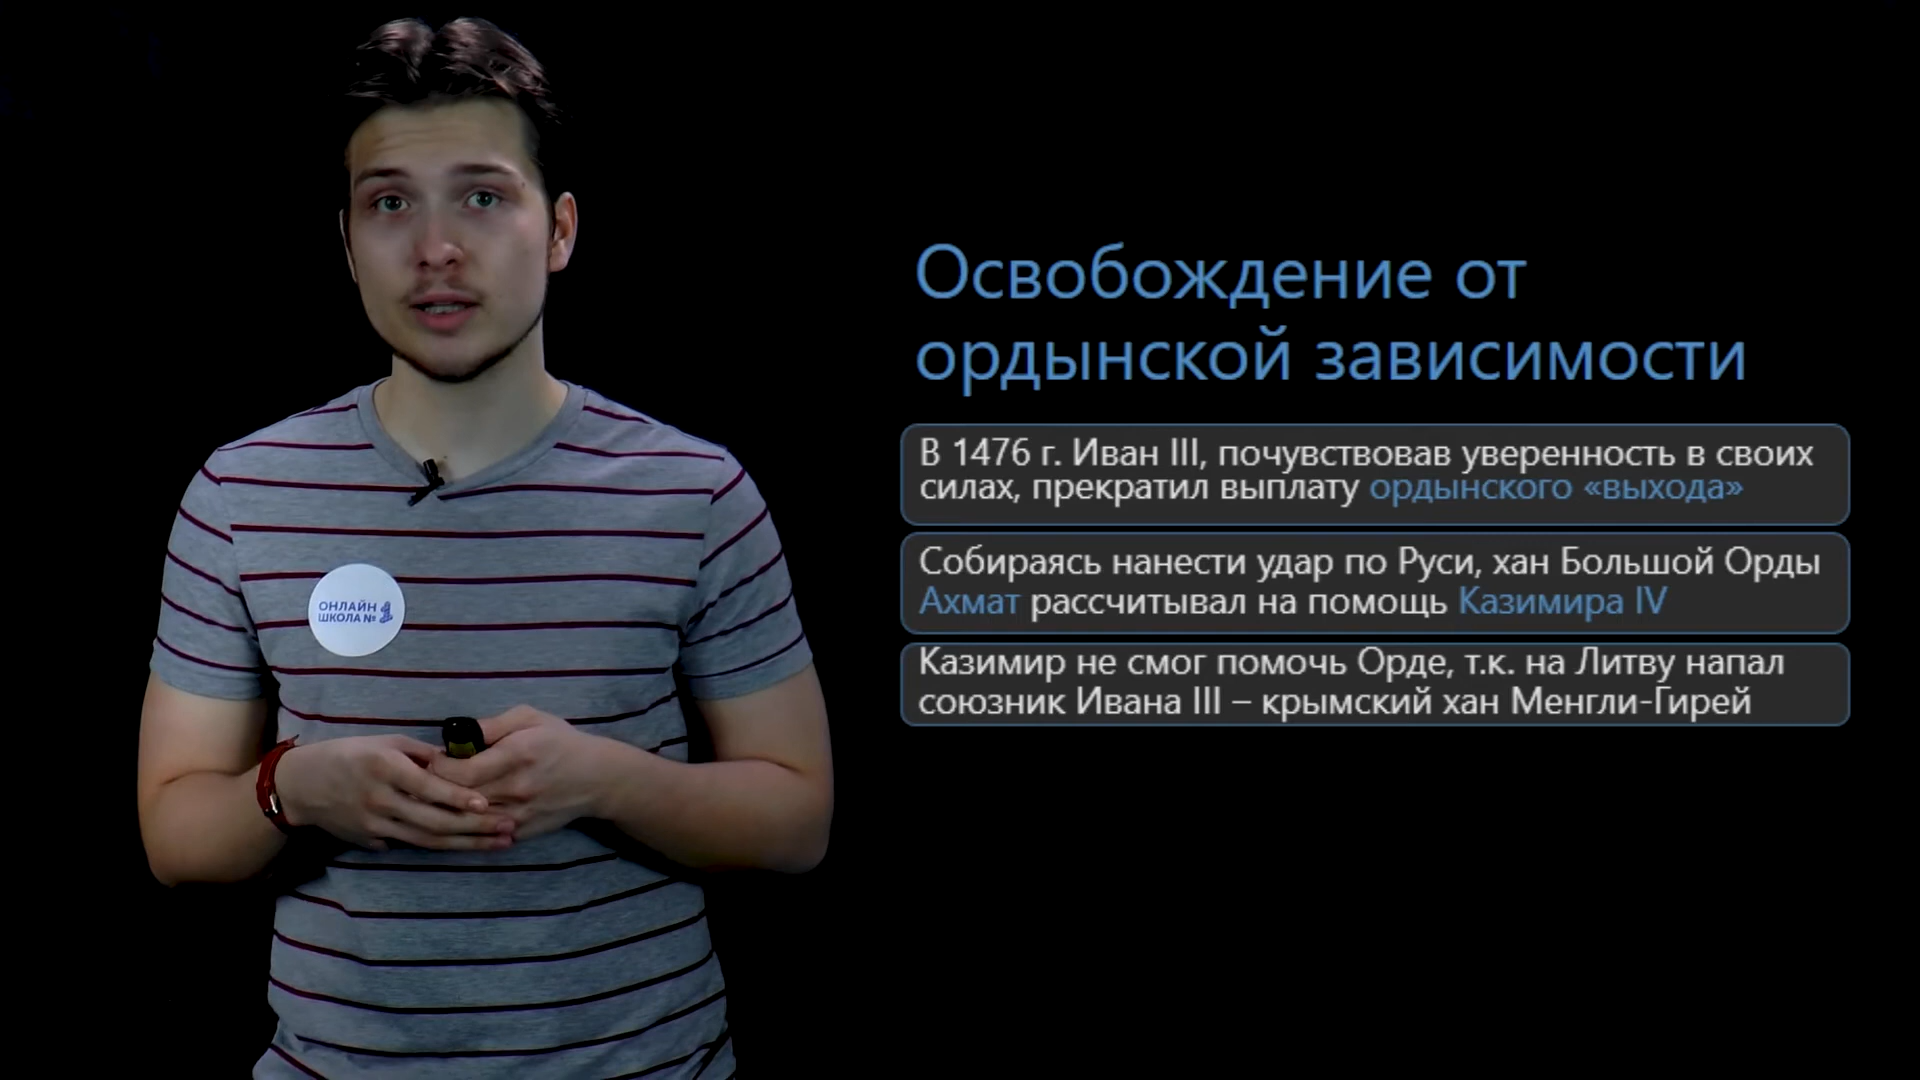 Освобождение от
ордынской зависимости
В 1476 г. Иван III, почувствовав уверенность в своих
силах, прекратил выплату ордынского «выхода»
Собираясь нанести удар по Руси, хан Большой Орды
Ахмат рассчитывал на помощь Казимира IV
Казимир не смог помочь Орде, т.к. на Литву напал
союзник Ивана III – крымский хан Менгли-Гирей
ОНЛАЙН
ШКОЛА № 1